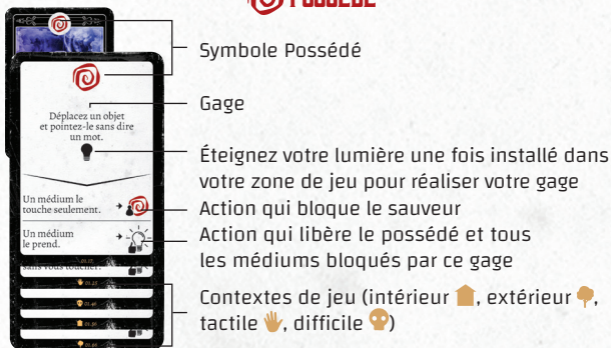 POSSÉDÉ
Symbole Possédé
Gage
Déplacez un objet
et pointez-le sans dire
un mot.
Éteignez votre lumière une fois installé dans
votre zone de jeu pour réaliser votre gage
Un médium le
touche seulement.
Action qui bloque le sauveur
Un médium
le prend.
Action qui libère le possédé et tous
les médiums bloqués par ce gage
sans vous toucher.
Contextes de jeu (intérieur, extérieur,
tactile, difficile)